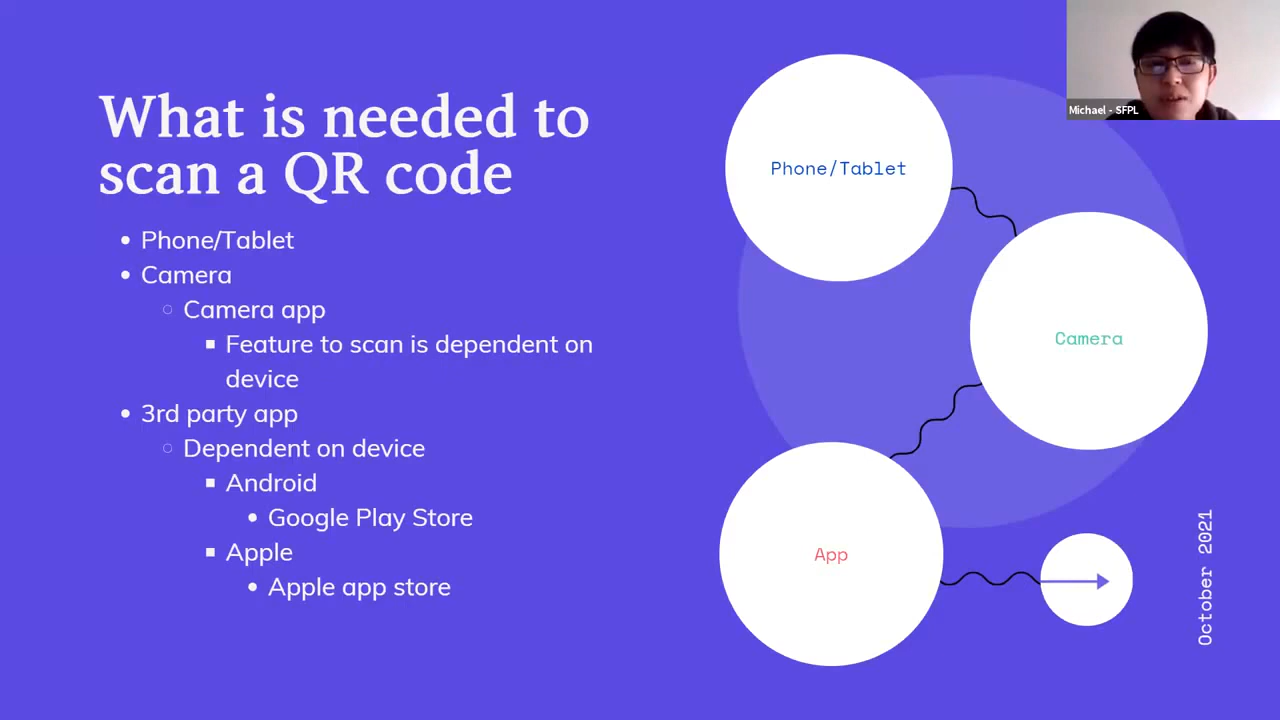 What is needed to
scan a QR code
Phone/Tablet
Camera
Camera app
Feature to scan is dependent on
device
3rd party app
Dependent on device
Android
Google Play Store
Apple
Apple app store
Phone/Tablet
Camera
App
October 2021
Michael - SFPL